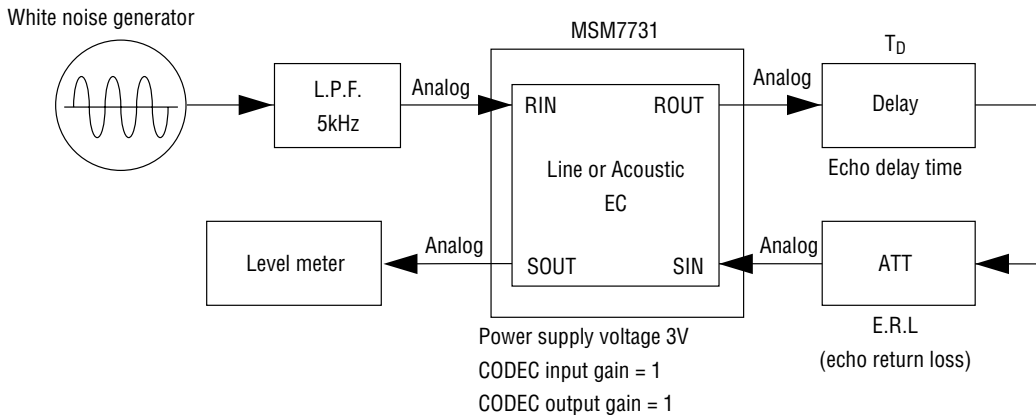 White noise generator
L.P.F.
5kHz
Analog
MSM7731
RIN
ROUT
Line or Acoustic
EC
SOUT
SIN
Analog
T_D
Delay
Echo delay time
Level meter
Analog
Analog
ATT
E.R.L
(echo return loss)
Power supply voltage 3V
CODEC input gain = 1
CODEC output gain = 1